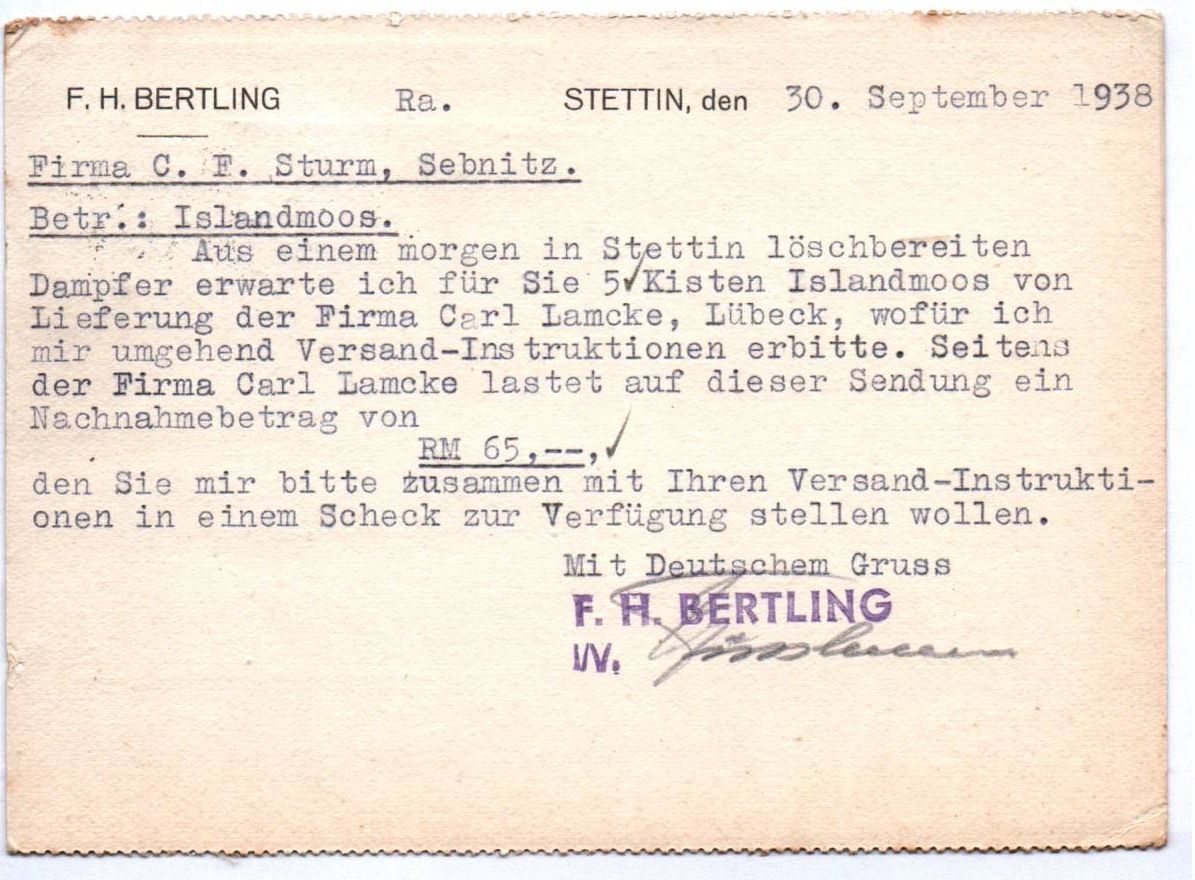 F. H. BERTLING Ra. STETTIN, den 30. September 1938
Firma C. F. Sturm, Sebnitz.
Betr.: Islandmoos.
Aus einem morgen in Stettin löschbereiten
Dampfer erwarte ich für Sie 5 Kisten Islandmoos von
Lieferung der Firma Carl Lamcke, Lübeck, wofür ich
mir umgehend Versand-Instruktionen erbitte. Seitens
der Firma Carl Lamcke lastet auf dieser Sendung ein
Nachnahmebetrag von
RM 65,--,
den Sie mir bitte zusammen mit Ihren Versand-Instrukti-
onen in einem Scheck zur Verfügung stellen wollen.
Mit Deutschem Gruss
F. H. BERTLING
I/V.